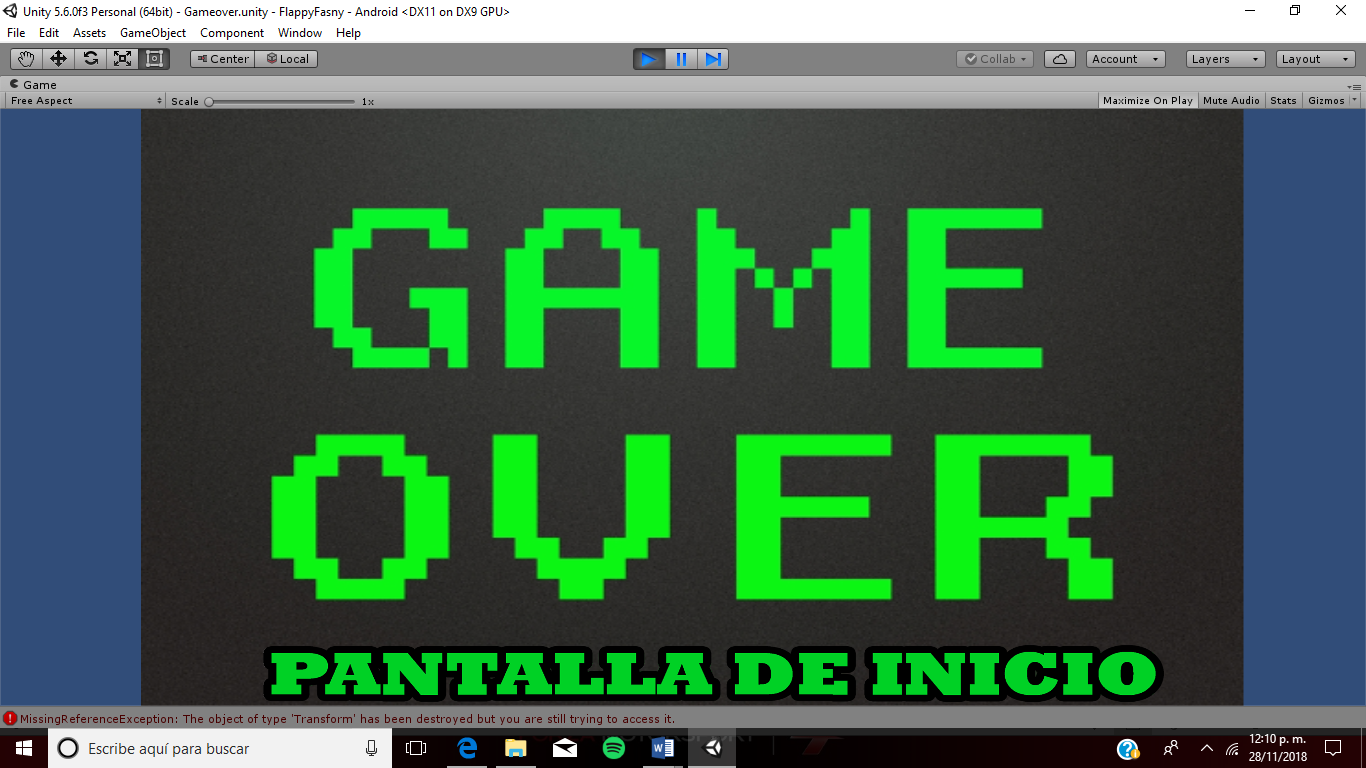 Unity 5.6.0f3 Personal (64bit) - Gameover.unity - FlappyFasny - Android <DX11 on DX9 GPU>
File Edit Assets GameObject Component Window Help
Center Local Collab Account Layers Layout
Game
Free Aspect Scale 1x Maximize On Play Mute Audio Stats Gizmos
GAME
OVER
PANTALLA DE INICIO
MissingReferenceException: The object of type 'Transform' has been destroyed but you are still trying to access it.
Escribe aquí para buscar
12:10 p. m.
28/11/2018